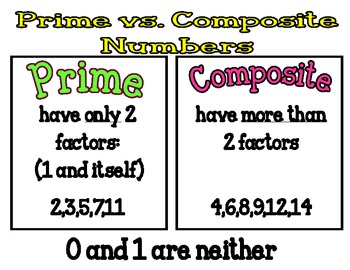 Prime vs. Composite
Numbers
Prime
have only 2
factors:
(1 and itself)
2,3,5,7,11
Composite
have more than
2 factors
4,6,8,9,12,14
0 and 1 are neither